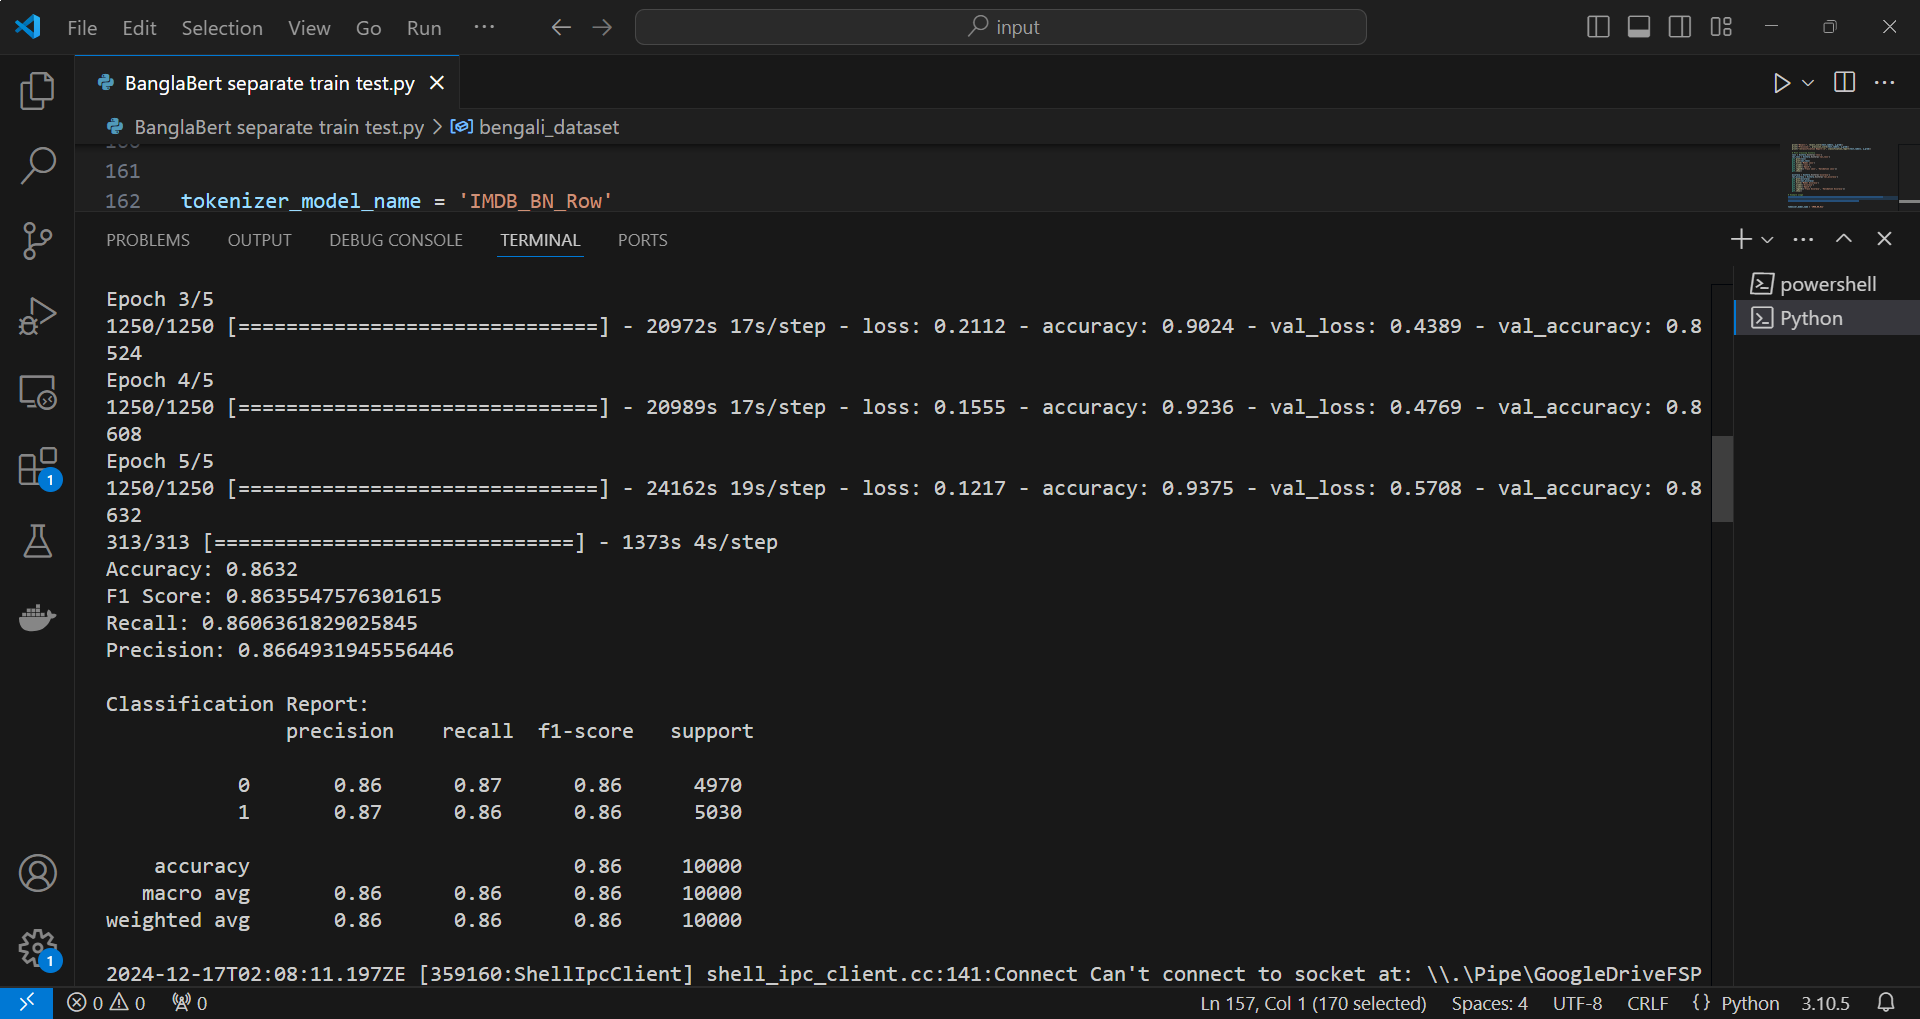 File Edit Selection View Go Run ··· input
BanglaBert separate train test.py
BanglaBert separate train test.py > bengali_dataset
161
162 tokenizer_model_name = 'IMDB_BN_Row'
PROBLEMS OUTPUT DEBUG CONSOLE TERMINAL PORTS
powershell
Python
Epoch 3/5
1250/1250 [==============================] - 20972s 17s/step - loss: 0.2112 - accuracy: 0.9024 - val_loss: 0.4389 - val_accuracy: 0.8
524
Epoch 4/5
1250/1250 [==============================] - 20989s 17s/step - loss: 0.1555 - accuracy: 0.9236 - val_loss: 0.4769 - val_accuracy: 0.8
608
Epoch 5/5
1250/1250 [==============================] - 24162s 19s/step - loss: 0.1217 - accuracy: 0.9375 - val_loss: 0.5708 - val_accuracy: 0.8
632
313/313 [==============================] - 1373s 4s/step
Accuracy: 0.8632
F1 Score: 0.8635547576301615
Recall: 0.8606361829025845
Precision: 0.8664931945556446
Classification Report:
precision recall f1-score support
0 0.86 0.87 0.86 4970
1 0.87 0.86 0.86 5030
accuracy 0.86 10000
macro avg 0.86 0.86 0.86 10000
weighted avg 0.86 0.86 0.86 10000
2024-12-17T02:08:11.197ZE [359160:ShellIpcClient] shell_ipc_client.cc:141:Connect Can't connect to socket at: \\.\Pipe\GoogleDriveFSP
1
1
0 0 0 Ln 157, Col 1 (170 selected) Spaces: 4 UTF-8 CRLF {} Python 3.10.5